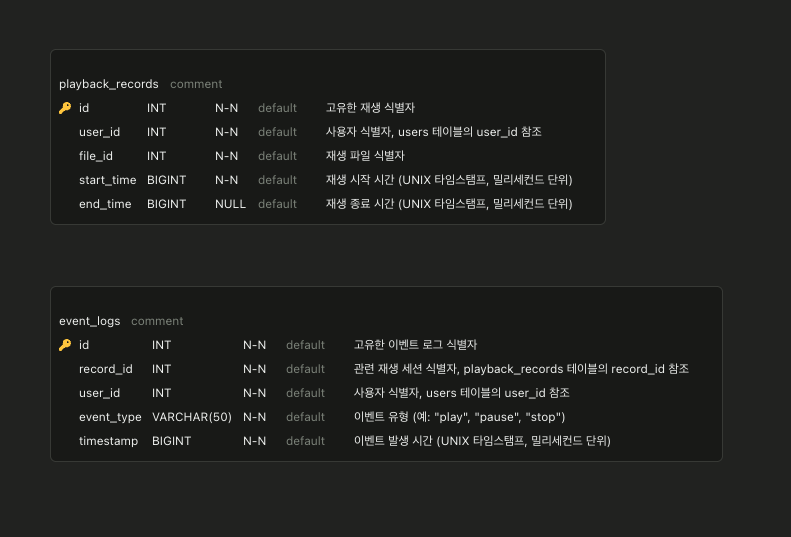 playback_records comment
id INT N-N default 고유한 재생 식별자
user_id INT N-N default 사용자 식별자, users 테이블의 user_id 참조
file_id INT N-N default 재생 파일 식별자
start_time BIGINT N-N default 재생 시작 시간 (UNIX 타임스탬프, 밀리세컨드 단위)
end_time BIGINT NULL default 재생 종료 시간 (UNIX 타임스탬프, 밀리세컨드 단위)
event_logs comment
id INT N-N default 고유한 이벤트 로그 식별자
record_id INT N-N default 관련 재생 세션 식별자, playback_records 테이블의 record_id 참조
user_id INT N-N default 사용자 식별자, users 테이블의 user_id 참조
event_type VARCHAR(50) N-N default 이벤트 유형 (예: "play", "pause", "stop")
timestamp BIGINT N-N default 이벤트 발생 시간 (UNIX 타임스탬프, 밀리세컨드 단위)